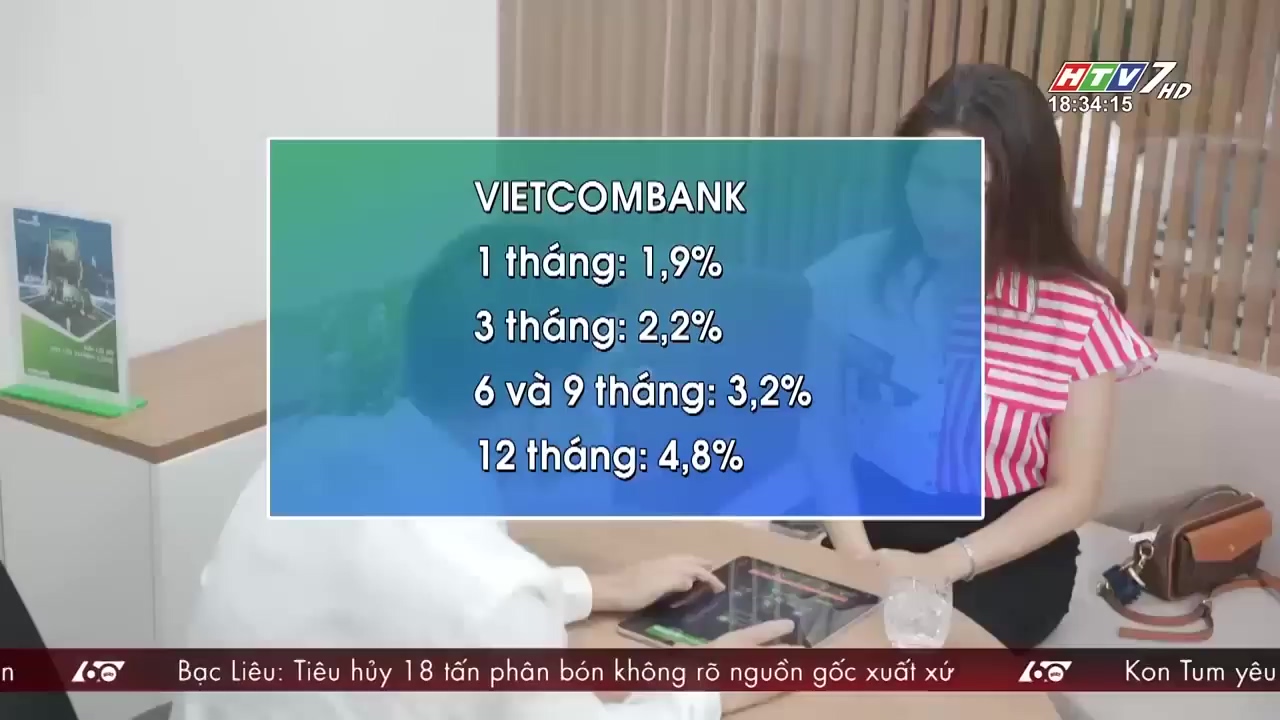 HTV7 HD
18:34:15
VIETCOMBANK
1 tháng: 1,9%
3 tháng: 2,2%
6 và 9 tháng: 3,2%
12 tháng: 4,8%
n 60 Bạc Liêu: Tiêu hủy 18 tấn phân bón không rõ nguồn gốc xuất xứ 60 Kon Tum yêu